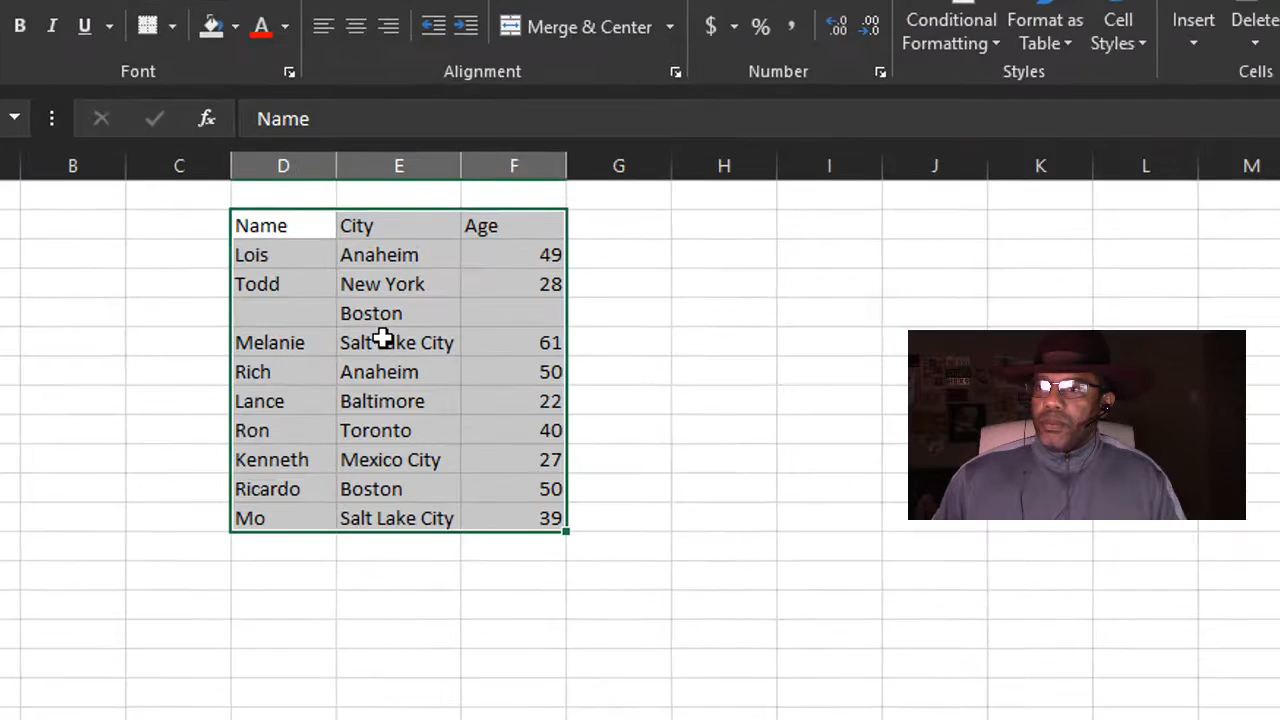 B I U A Merge & Center $ % , Conditional Formatting Format as Table Cell Styles Insert Delete
Font Alignment Number Styles Cells
fx Name
B C D E F G H I J K L M
Name City Age
Lois Anaheim 49
Todd New York 28
Boston
Melanie Salt Lake City 61
Rich Anaheim 50
Lance Baltimore 22
Ron Toronto 40
Kenneth Mexico City 27
Ricardo Boston 50
Mo Salt Lake City 39